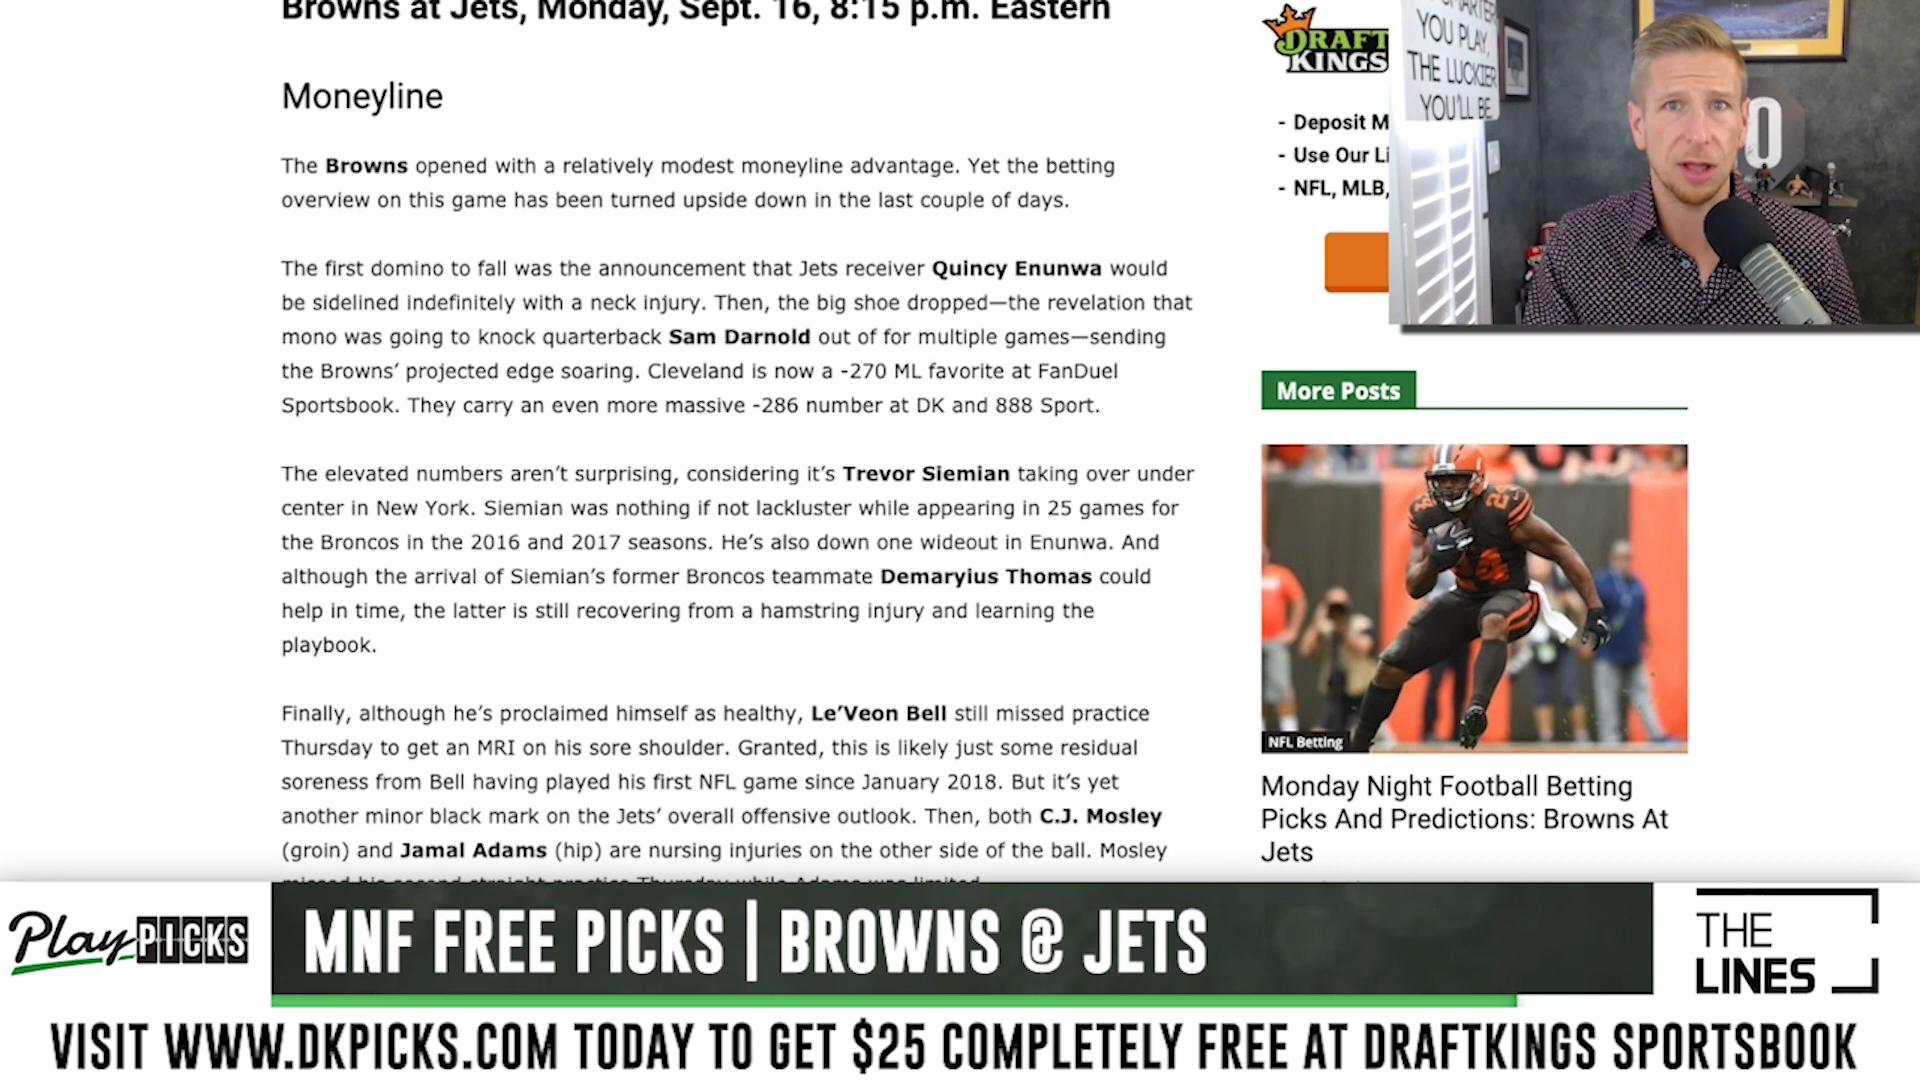 Browns at Jets, Monday, Sept. 16, 8:15 p.m. Eastern
Moneyline
The Browns opened with a relatively modest moneyline advantage. Yet the betting
overview on this game has been turned upside down in the last couple of days.
The first domino to fall was the announcement that Jets receiver Quincy Enunwa would
be sidelined indefinitely with a neck injury. Then, the big shoe dropped—the revelation that
mono was going to knock quarterback Sam Darnold out of for multiple games—sending
the Browns’ projected edge soaring. Cleveland is now a -270 ML favorite at FanDuel
Sportsbook. They carry an even more massive -286 number at DK and 888 Sport.
The elevated numbers aren’t surprising, considering it’s Trevor Siemian taking over under
center in New York. Siemian was nothing if not lackluster while appearing in 25 games for
the Broncos in the 2016 and 2017 seasons. He’s also down one wideout in Enunwa. And
although the arrival of Siemian’s former Broncos teammate Demaryius Thomas could
help in time, the latter is still recovering from a hamstring injury and learning the
playbook.
Finally, although he’s proclaimed himself as healthy, Le’Veon Bell still missed practice
Thursday to get an MRI on his sore shoulder. Granted, this is likely just some residual
soreness from Bell having played his first NFL game since January 2018. But it’s yet
another minor black mark on the Jets’ overall offensive outlook. Then, both C.J. Mosley
(groin) and Jamal Adams (hip) are nursing injuries on the other side of the ball. Mosley
missed his second straight practice Thursday while Adams was limited.
DRAFT
KINGS
- Deposit M
- Use Our Li
- NFL, MLB,
SMARTER
YOU PLAY,
THE LUCKIER
YOU'LL BE
More Posts
24
NFL Betting
Monday Night Football Betting
Picks And Predictions: Browns At
Jets
Play PICKS
MNF FREE PICKS | BROWNS @ JETS
THE
LINES
VISIT WWW.DKPICKS.COM TODAY TO GET $25 COMPLETELY FREE AT DRAFTKINGS SPORTSBOOK